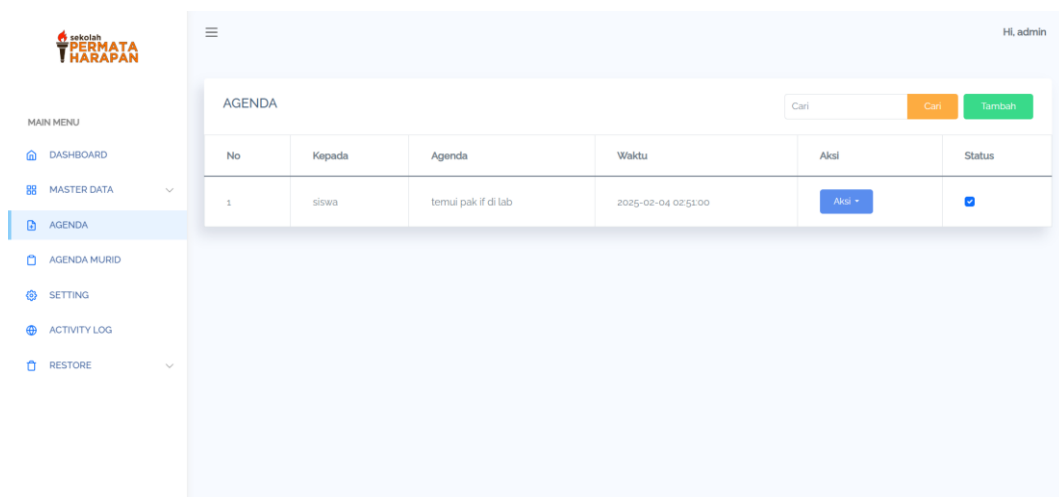 sekolah
PERMATA
HARAPAN
Hi, admin
MAIN MENU
DASHBOARD
MASTER DATA
AGENDA
AGENDA MURID
SETTING
ACTIVITY LOG
RESTORE
AGENDA
Cari Cari Tambah
No Kepada Agenda Waktu Aksi Status
1 siswa temui pak if di lab 2025-02-04 02:51:00 Aksi